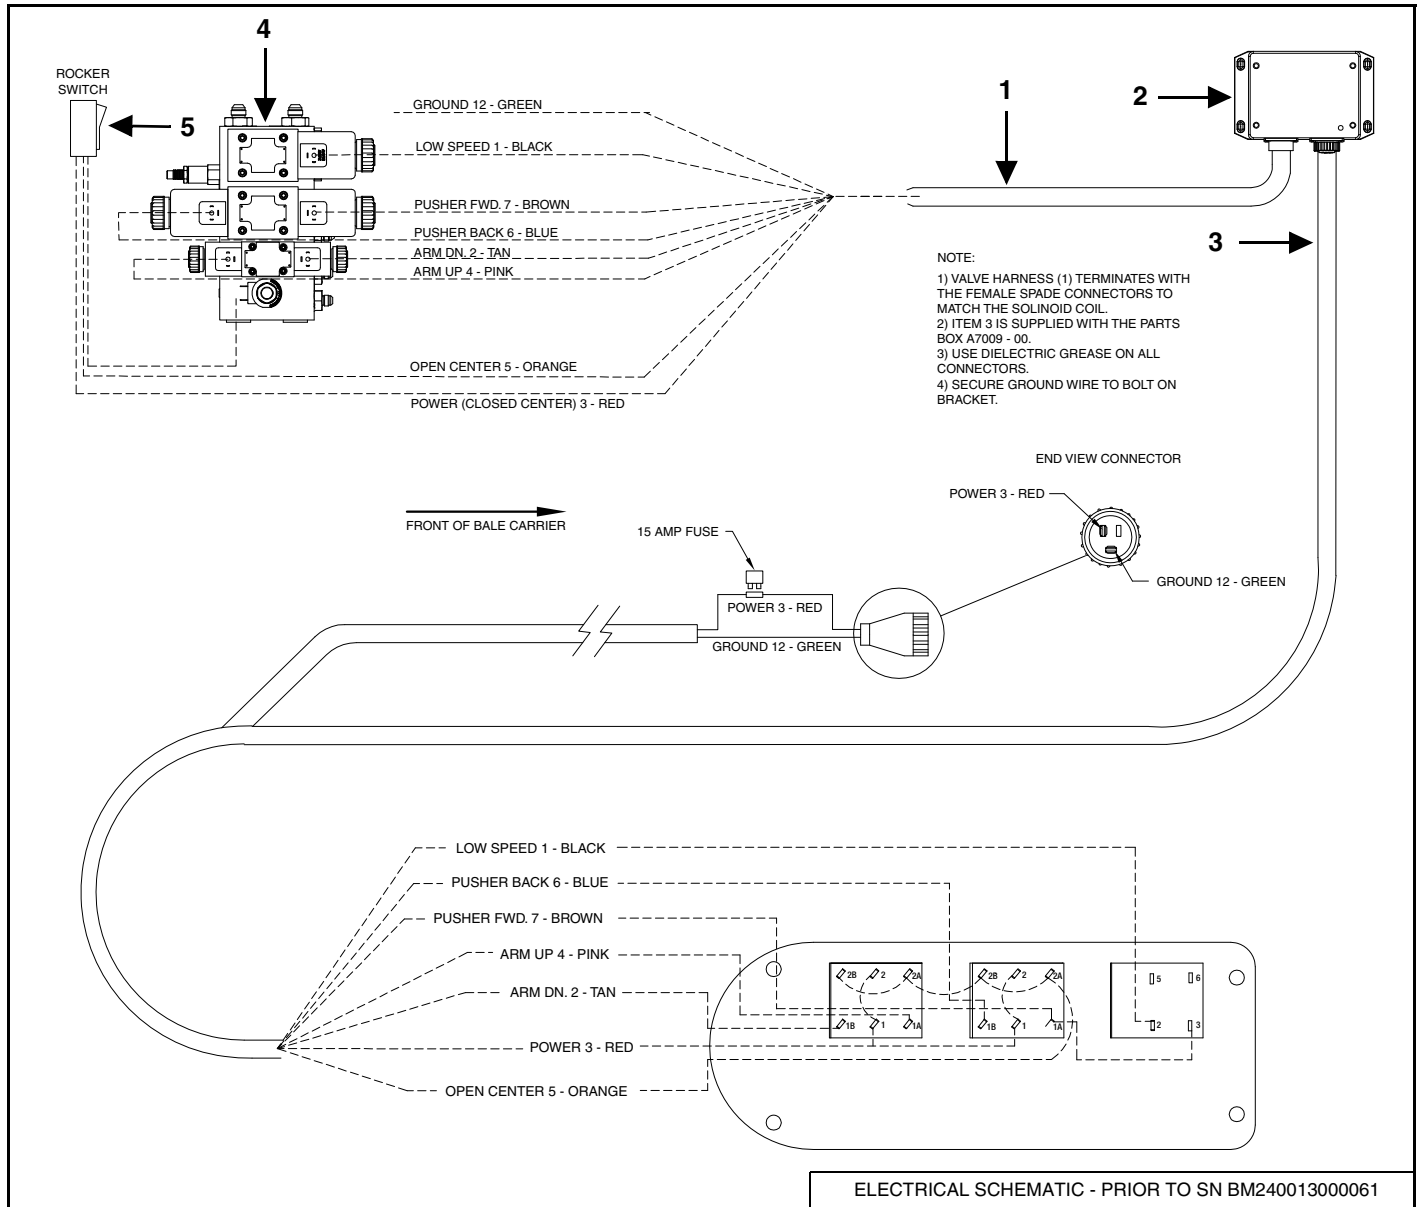 4
ROCKER
SWITCH
5
GROUND 12 - GREEN
LOW SPEED 1 - BLACK
PUSHER FWD. 7 - BROWN
PUSHER BACK 6 - BLUE
ARM DN. 2 - TAN
ARM UP 4 - PINK
OPEN CENTER 5 - ORANGE
POWER (CLOSED CENTER) 3 - RED
1
2
3
NOTE:
1) VALVE HARNESS (1) TERMINATES WITH
THE FEMALE SPADE CONNECTORS TO
MATCH THE SOLINOID COIL.
2) ITEM 3 IS SUPPLIED WITH THE PARTS
BOX A7009 - 00.
3) USE DIELECTRIC GREASE ON ALL
CONNECTORS.
4) SECURE GROUND WIRE TO BOLT ON
BRACKET.
END VIEW CONNECTOR
POWER 3 - RED
GROUND 12 - GREEN
FRONT OF BALE CARRIER
15 AMP FUSE
POWER 3 - RED
GROUND 12 - GREEN
LOW SPEED 1 - BLACK
PUSHER BACK 6 - BLUE
PUSHER FWD. 7 - BROWN
ARM UP 4 - PINK
ARM DN. 2 - TAN
POWER 3 - RED
OPEN CENTER 5 - ORANGE
2B 2 2A
1B 1 1A
2B 2 2A
1B 1 1A
5 6
2 3
ELECTRICAL SCHEMATIC - PRIOR TO SN BM240013000061